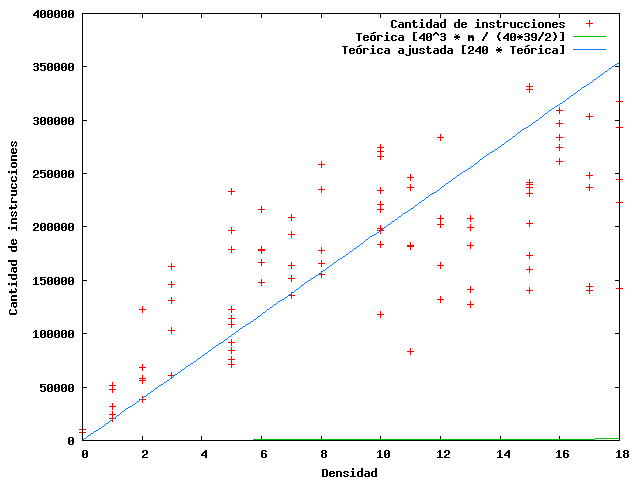 Cantidad de instrucciones
Teórica [40^3 * m / (40*39/2)]
Teórica ajustada [240 * Teórica]
400000
350000
300000
250000
200000
150000
100000
50000
0
Cantidad de instrucciones
0 2 4 6 8 10 12 14 16 18
Densidad